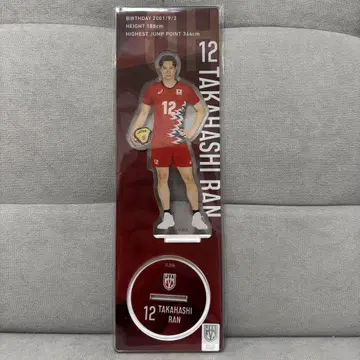 BIRTHDAY 2001/9/2
HEIGHT 188cm
HIGHEST JUMP POINT 344cm
12 TAKAHASHI RAN
12
12 TAKAHASHI
RAN